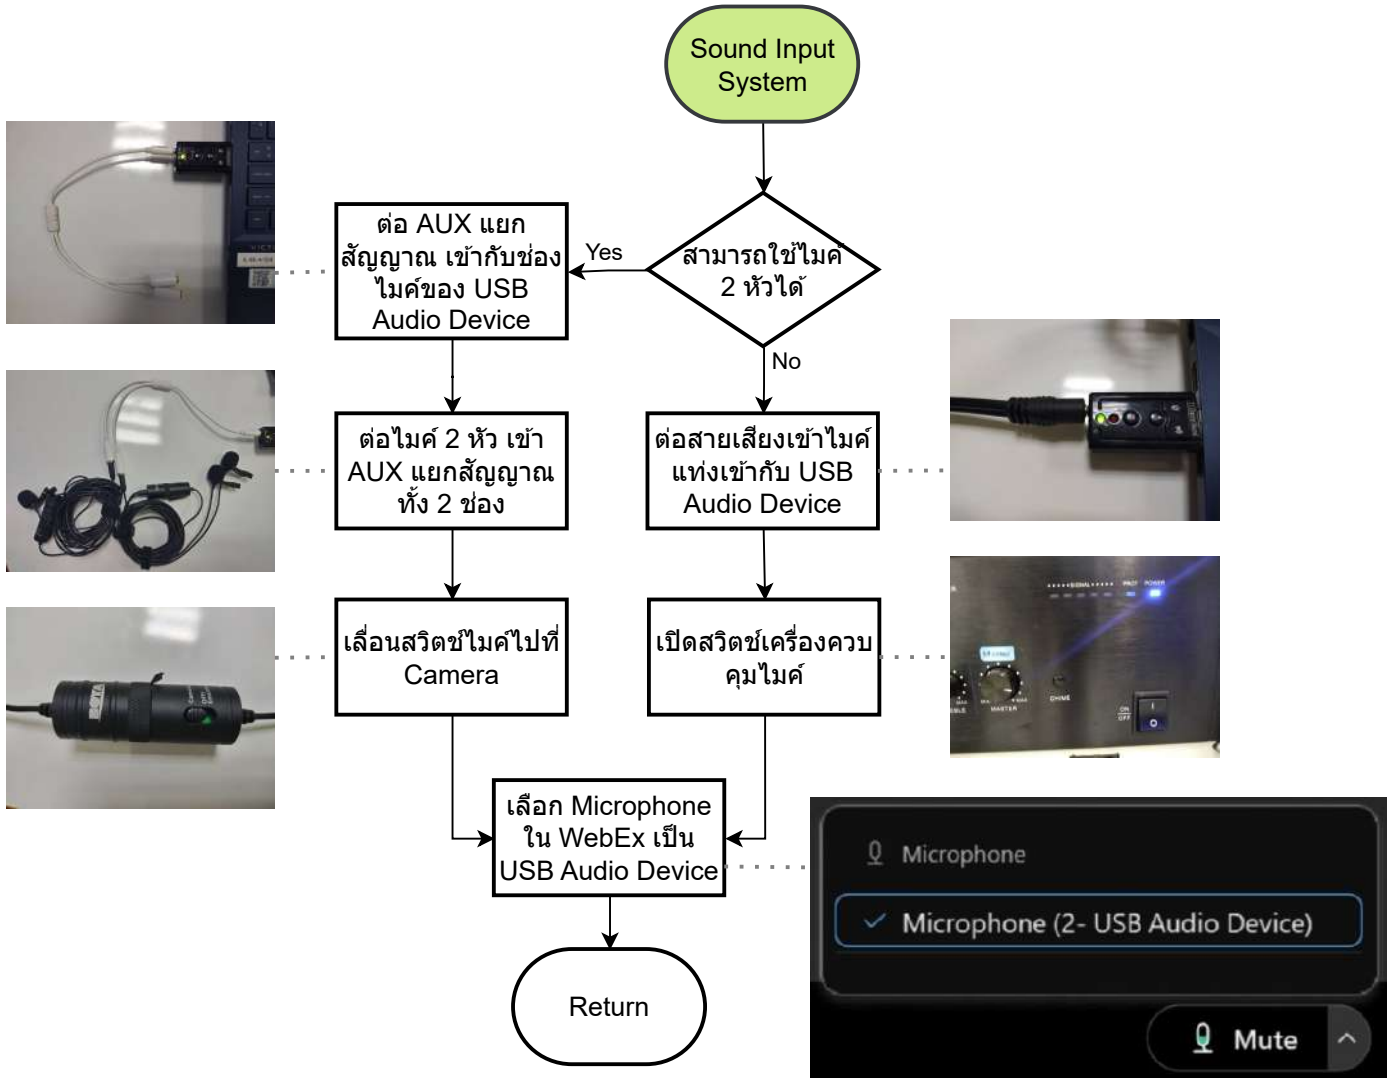 Sound Input
System
สามารถใช้ไมค์
2 หัวได้
Yes
No
ต่อ AUX แยก
สัญญาณ เข้ากับช่อง
ไมค์ของ USB
Audio Device
ต่อไมค์ 2 หัว เข้า
AUX แยกสัญญาณ
ทั้ง 2 ช่อง
เลื่อนสวิตช์ไมค์ไปที่
Camera
ต่อสายเสียงเข้าไมค์
แท่งเข้ากับ USB
Audio Device
เปิดสวิตช์เครื่องควบ
คุมไมค์
SIGNAL PROT POWER
MASTER
CHIME
ON
OFF
เลือก Microphone
ใน WebEx เป็น
USB Audio Device
Microphone
Microphone (2- USB Audio Device)
Mute
Return